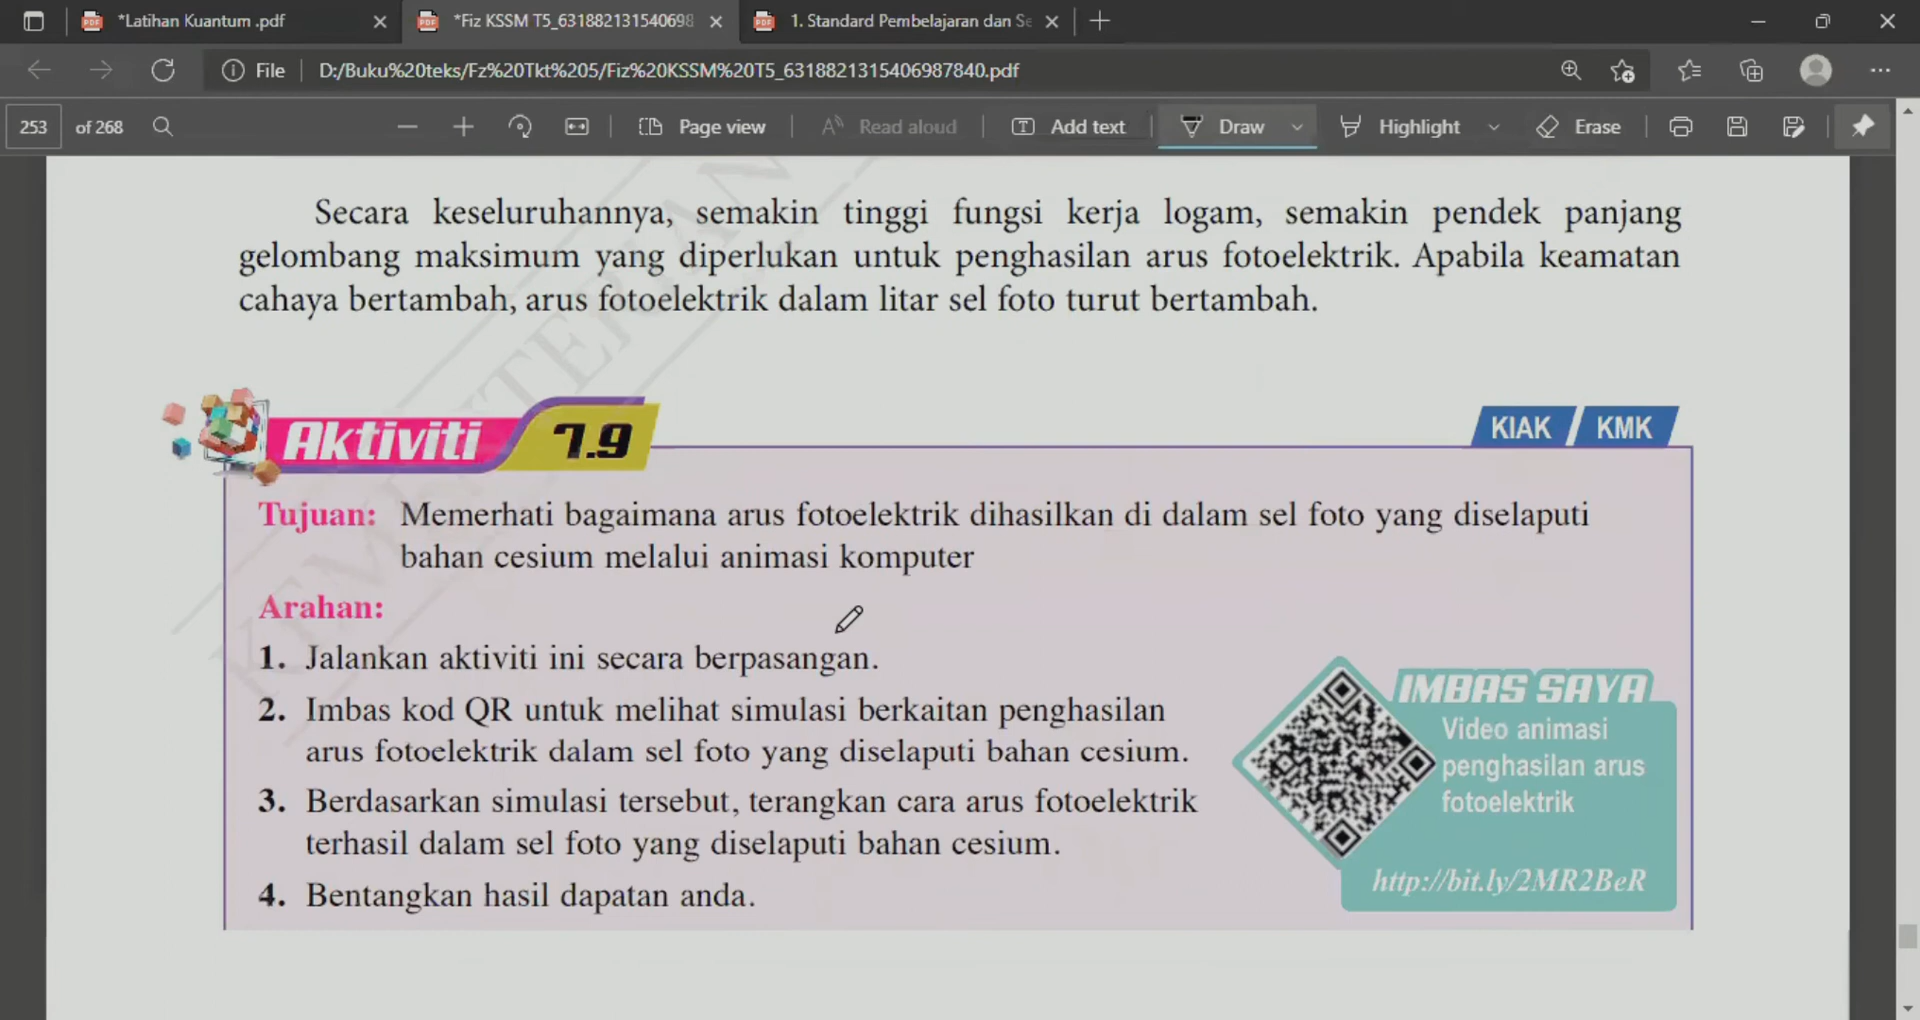 *Latihan Kuantum .pdf
*Fiz KSSM T5_631882131540698
1. Standard Pembelajaran dan Se
File
D:/Buku%20teks/Fz%20Tkt%205/Fiz%20KSSM%20T5_6318821315406987840.pdf
253 of 268
Page view
Read aloud
Add text
Draw
Highlight
Erase
Secara keseluruhannya, semakin tinggi fungsi kerja logam, semakin pendek panjang
gelombang maksimum yang diperlukan untuk penghasilan arus fotoelektrik. Apabila keamatan
cahaya bertambah, arus fotoelektrik dalam litar sel foto turut bertambah.
Aktiviti 7.9
KIAK KMK
Tujuan: Memerhati bagaimana arus fotoelektrik dihasilkan di dalam sel foto yang diselaputi
bahan cesium melalui animasi komputer
Arahan:
1. Jalankan aktiviti ini secara berpasangan.
2. Imbas kod QR untuk melihat simulasi berkaitan penghasilan
arus fotoelektrik dalam sel foto yang diselaputi bahan cesium.
3. Berdasarkan simulasi tersebut, terangkan cara arus fotoelektrik
terhasil dalam sel foto yang diselaputi bahan cesium.
4. Bentangkan hasil dapatan anda.
IMBAS SAYA
Video animasi
penghasilan arus
fotoelektrik
http://bit.ly/2MR2BeR
KEMENTERIAN